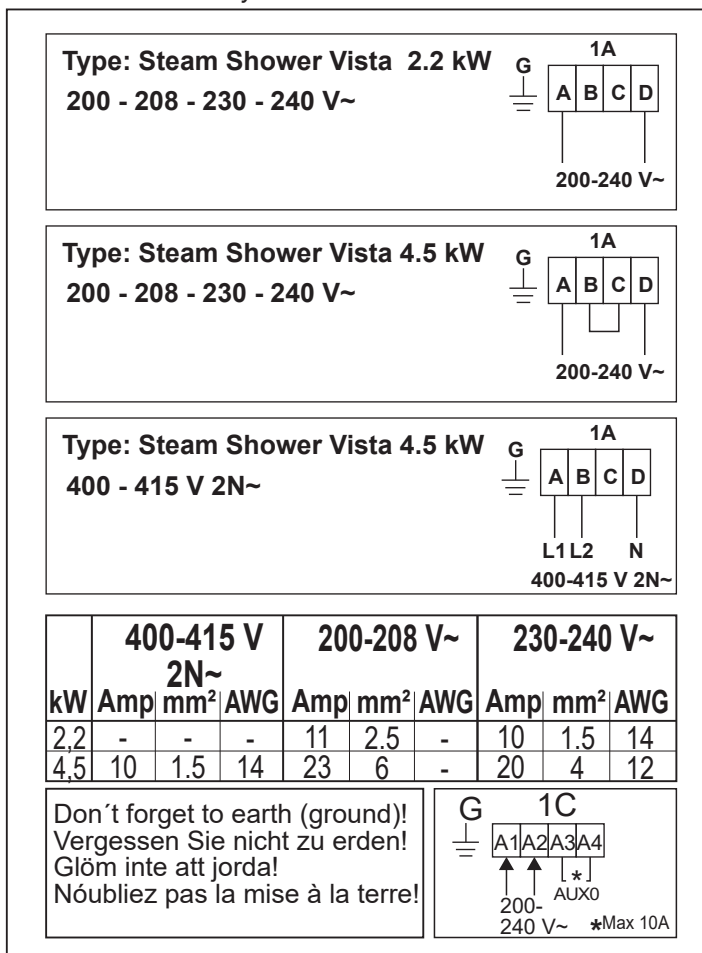 Type: Steam Shower Vista 2.2 kW
200 - 208 - 230 - 240 V~
G
1A
A B C D
200-240 V~
Type: Steam Shower Vista 4.5 kW
200 - 208 - 230 - 240 V~
G
1A
A B C D
200-240 V~
Type: Steam Shower Vista 4.5 kW
400 - 415 V 2N~
G
1A
A B C D
L1 L2 N
400-415 V 2N~
400-415 V 2N~ 200-208 V~ 230-240 V~
kW Amp mm² AWG Amp mm² AWG Amp mm² AWG
2,2 - - - 11 2.5 - 10 1.5 14
4,5 10 1.5 14 23 6 - 20 4 12
Don´t forget to earth (ground)!
Vergessen Sie nicht zu erden!
Glöm inte att jorda!
Nóubliez pas la mise à la terre!
G 1C
A1 A2 A3 A4
*
AUX0
200-
240 V~
*Max 10A